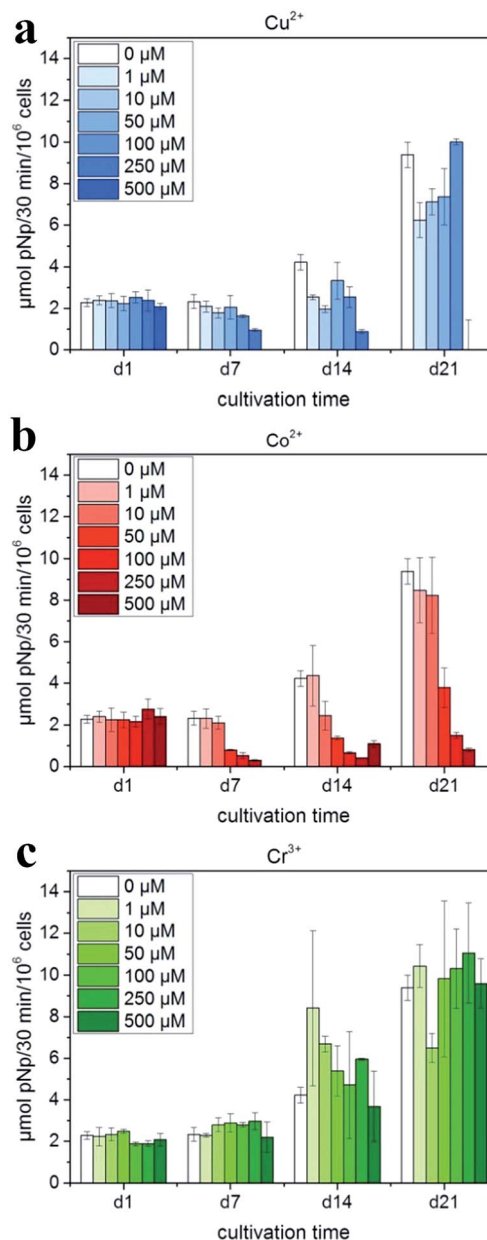 a
Cu²⁺
0 µM
1 µM
10 µM
50 µM
100 µM
250 µM
500 µM
14
12
10
8
6
4
2
0
µmol pNp/30 min/10⁶ cells
d1 d7 d14 d21
cultivation time
b
Co²⁺
0 µM
1 µM
10 µM
50 µM
100 µM
250 µM
500 µM
14
12
10
8
6
4
2
0
µmol pNp/30 min/10⁶ cells
d1 d7 d14 d21
cultivation time
c
Cr³⁺
0 µM
1 µM
10 µM
50 µM
100 µM
250 µM
500 µM
14
12
10
8
6
4
2
0
µmol pNp/30 min/10⁶ cells
d1 d7 d14 d21
cultivation time